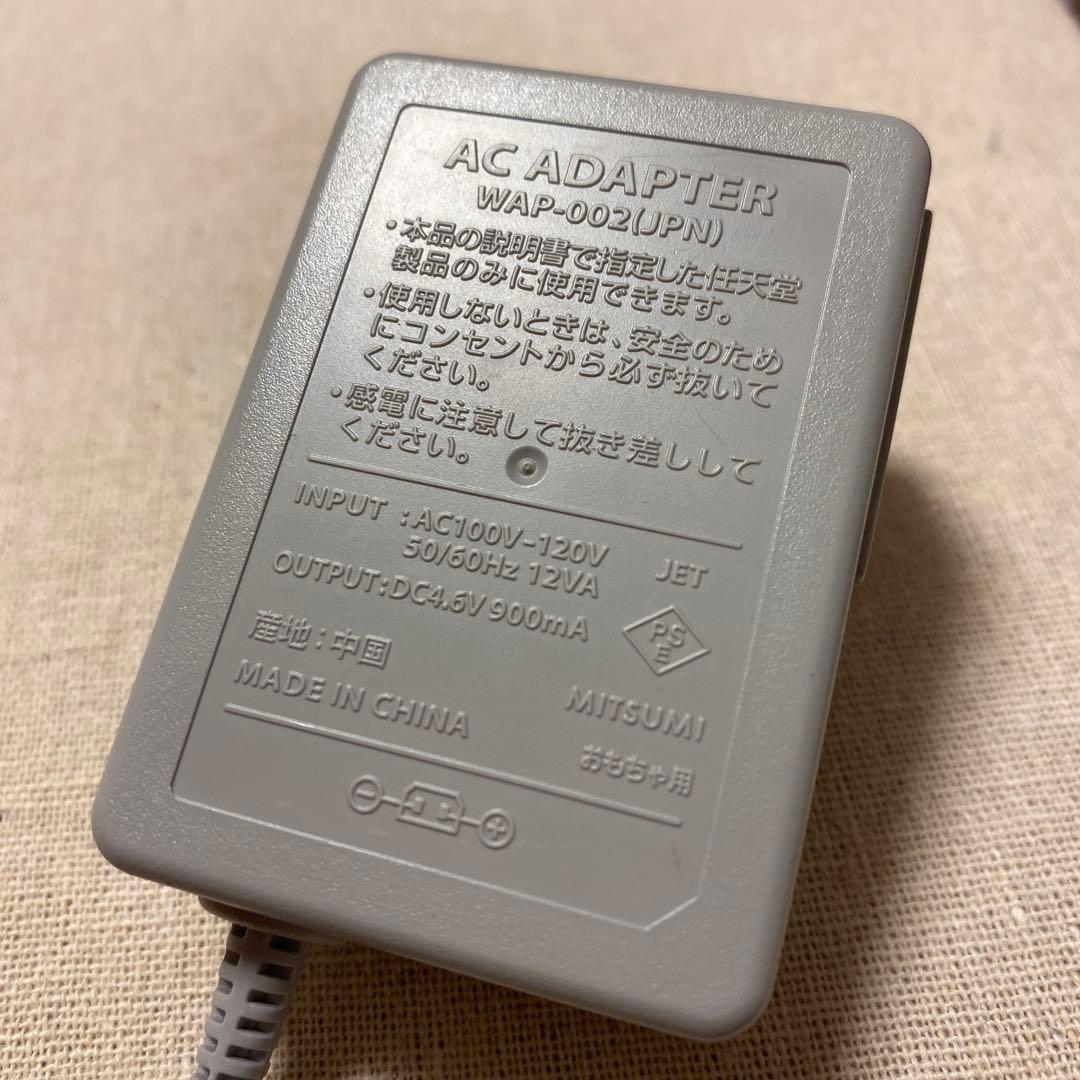 AC ADAPTER
WAP-002(JPN)
・本品の説明書で指定した任天堂
製品のみに使用できます。
・使用しないときは、安全のため
にコンセントから必ず抜いて
ください。
・感電に注意して抜き差しして
ください。
INPUT :AC100V-120V
50/60Hz 12VA
JET
OUTPUT:DC4.6V 900mA
PSE
産地:中国
MADE IN CHINA
MITSUMI
おもちゃ用